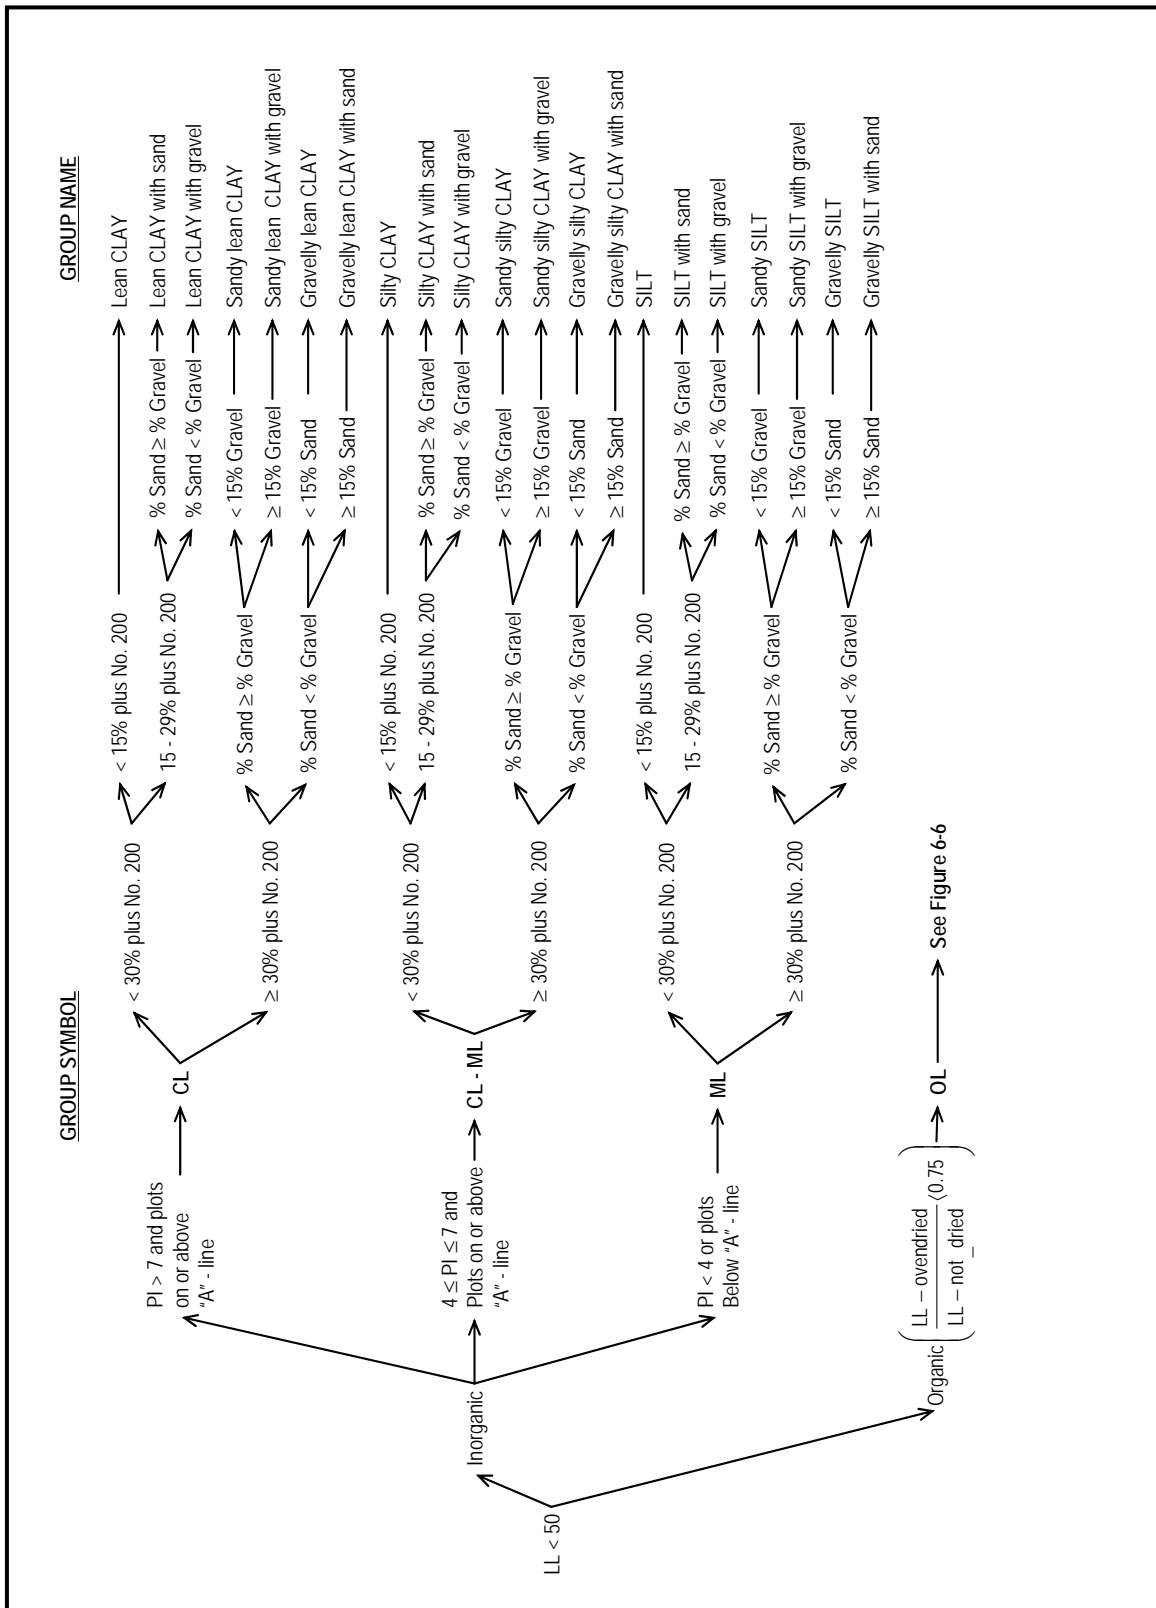 GROUP SYMBOL
GROUP NAME
LL < 50
Inorganic
PI > 7 and plots
on or above
"A" - line
CL
< 30% plus No. 200
< 15% plus No. 200
Lean CLAY
15 - 29% plus No. 200
% Sand ≥ % Gravel
Lean CLAY with sand
% Sand < % Gravel
Lean CLAY with gravel
≥ 30% plus No. 200
% Sand ≥ % Gravel
< 15% Gravel
Sandy lean CLAY
≥ 15% Gravel
Sandy lean CLAY with gravel
% Sand < % Gravel
< 15% Sand
Gravelly lean CLAY
≥ 15% Sand
Gravelly lean CLAY with sand
4 ≤ PI ≤ 7 and
Plots on or above
"A" - line
CL - ML
< 30% plus No. 200
< 15% plus No. 200
Silty CLAY
15 - 29% plus No. 200
% Sand ≥ % Gravel
Silty CLAY with sand
% Sand < % Gravel
Silty CLAY with gravel
≥ 30% plus No. 200
% Sand ≥ % Gravel
< 15% Gravel
Sandy silty CLAY
≥ 15% Gravel
Sandy silty CLAY with gravel
% Sand < % Gravel
< 15% Sand
Gravelly silty CLAY
≥ 15% Sand
Gravelly silty CLAY with sand
PI < 4 or plots
Below "A" - line
ML
< 30% plus No. 200
< 15% plus No. 200
SILT
15 - 29% plus No. 200
% Sand ≥ % Gravel
SILT with sand
% Sand < % Gravel
SILT with gravel
≥ 30% plus No. 200
% Sand ≥ % Gravel
< 15% Gravel
Sandy SILT
≥ 15% Gravel
Sandy SILT with gravel
% Sand < % Gravel
< 15% Sand
Gravelly SILT
≥ 15% Sand
Gravelly SILT with sand
Organic
LL – ovendried
LL – not_dried
⟨0.75
OL
See Figure 6-6